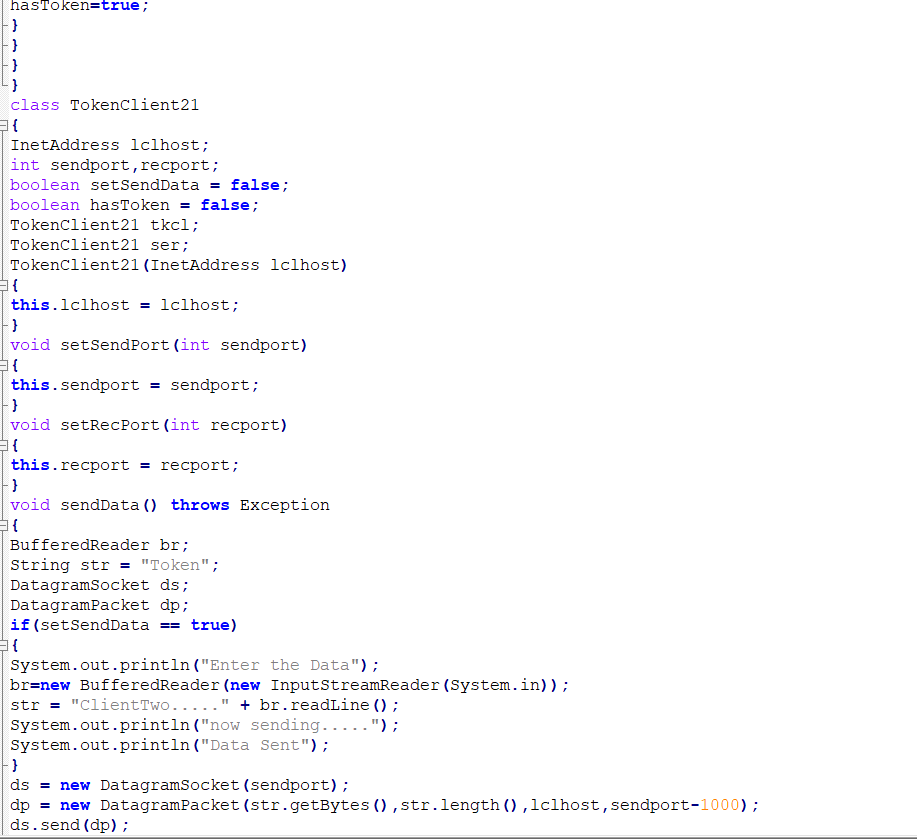 hasToken=true;
}
}
}
}
class TokenClient21
{
InetAddress lclhost;
int sendport,recport;
boolean setSendData = false;
boolean hasToken = false;
TokenClient21 tkcl;
TokenClient21 ser;
TokenClient21(InetAddress lclhost)
{
this.lclhost = lclhost;
}
void setSendPort(int sendport)
{
this.sendport = sendport;
}
void setRecPort(int recport)
{
this.recport = recport;
}
void sendData() throws Exception
{
BufferedReader br;
String str = "Token";
DatagramSocket ds;
DatagramPacket dp;
if(setSendData == true)
{
System.out.println("Enter the Data");
br=new BufferedReader(new InputStreamReader(System.in));
str = "ClientTwo....." + br.readLine();
System.out.println("now sending.....");
System.out.println("Data Sent");
}
ds = new DatagramSocket(sendport);
dp = new DatagramPacket(str.getBytes(),str.length(),lclhost,sendport-1000);
ds.send(dp);